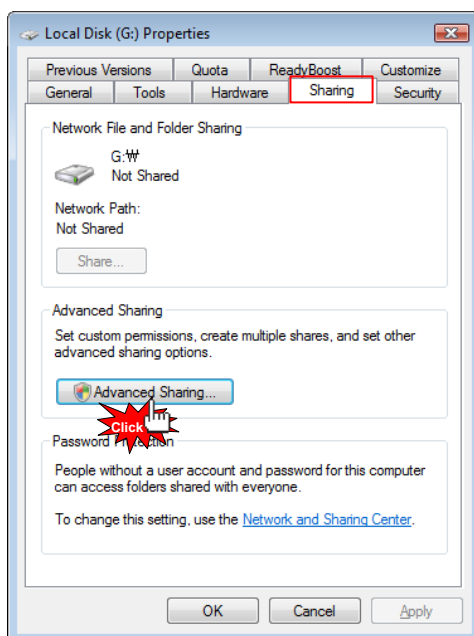 Local Disk (G:) Properties
Previous Versions Quota ReadyBoost Customize
General Tools Hardware Sharing Security
Network File and Folder Sharing
G:₩
Not Shared
Network Path:
Not Shared
Share...
Advanced Sharing
Set custom permissions, create multiple shares, and set other
advanced sharing options.
Advanced Sharing...
Click
Password Protection
People without a user account and password for this computer
can access folders shared with everyone.
To change this setting, use the Network and Sharing Center.
OK Cancel Apply